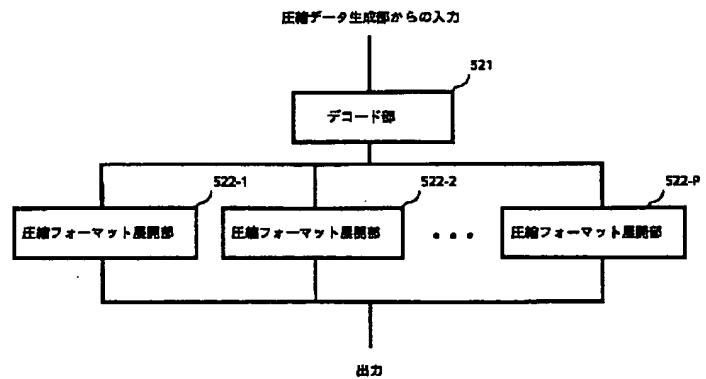 圧縮データ生成部からの入力
521
デコード部
522-1
522-2
522-P
圧縮フォーマット展開部
圧縮フォーマット展開部
• • •
圧縮フォーマット展開部
出力